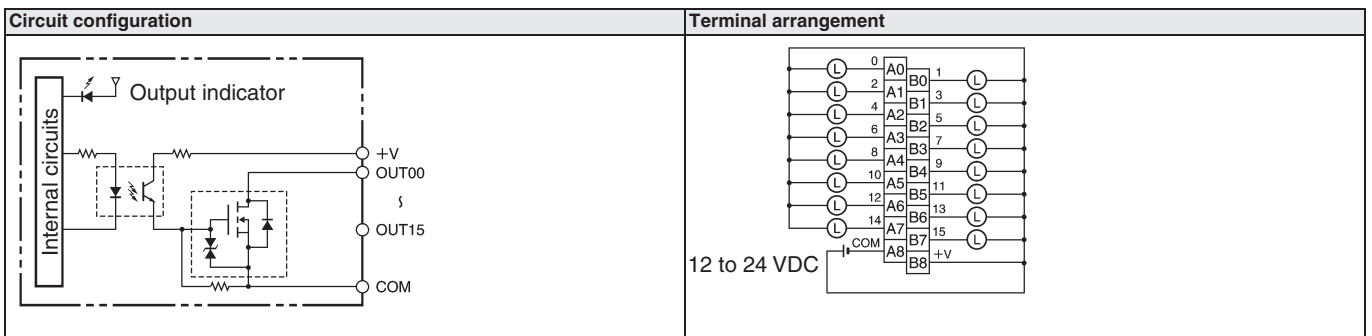 Circuit configuration
Terminal arrangement
Output indicator
Internal circuits
+V
OUT00
OUT15
COM
L 0 A0
B0 1 L
L 2 A1
B1 3 L
L 4 A2
B2 5 L
L 6 A3
B3 7 L
L 8 A4
B4 9 L
L 10 A5
B5 11 L
L 12 A6
B6 13 L
L 14 A7
B7 15 L
COM A8
B8 +V
12 to 24 VDC